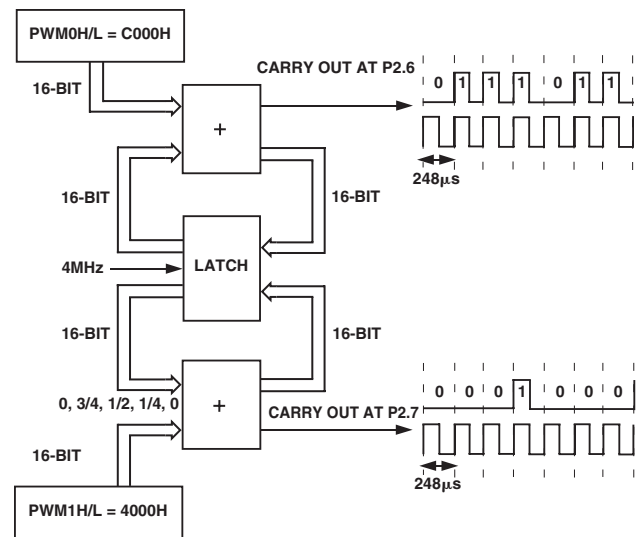 PWM0H/L = C000H
16-BIT
CARRY OUT AT P2.6
0 1 1 1 0 1 1
+
248µs
16-BIT
16-BIT
4MHz
LATCH
16-BIT
16-BIT
0, 3/4, 1/2, 1/4, 0
+
CARRY OUT AT P2.7
0 0 0 1 0 0 0
16-BIT
248µs
PWM1H/L = 4000H